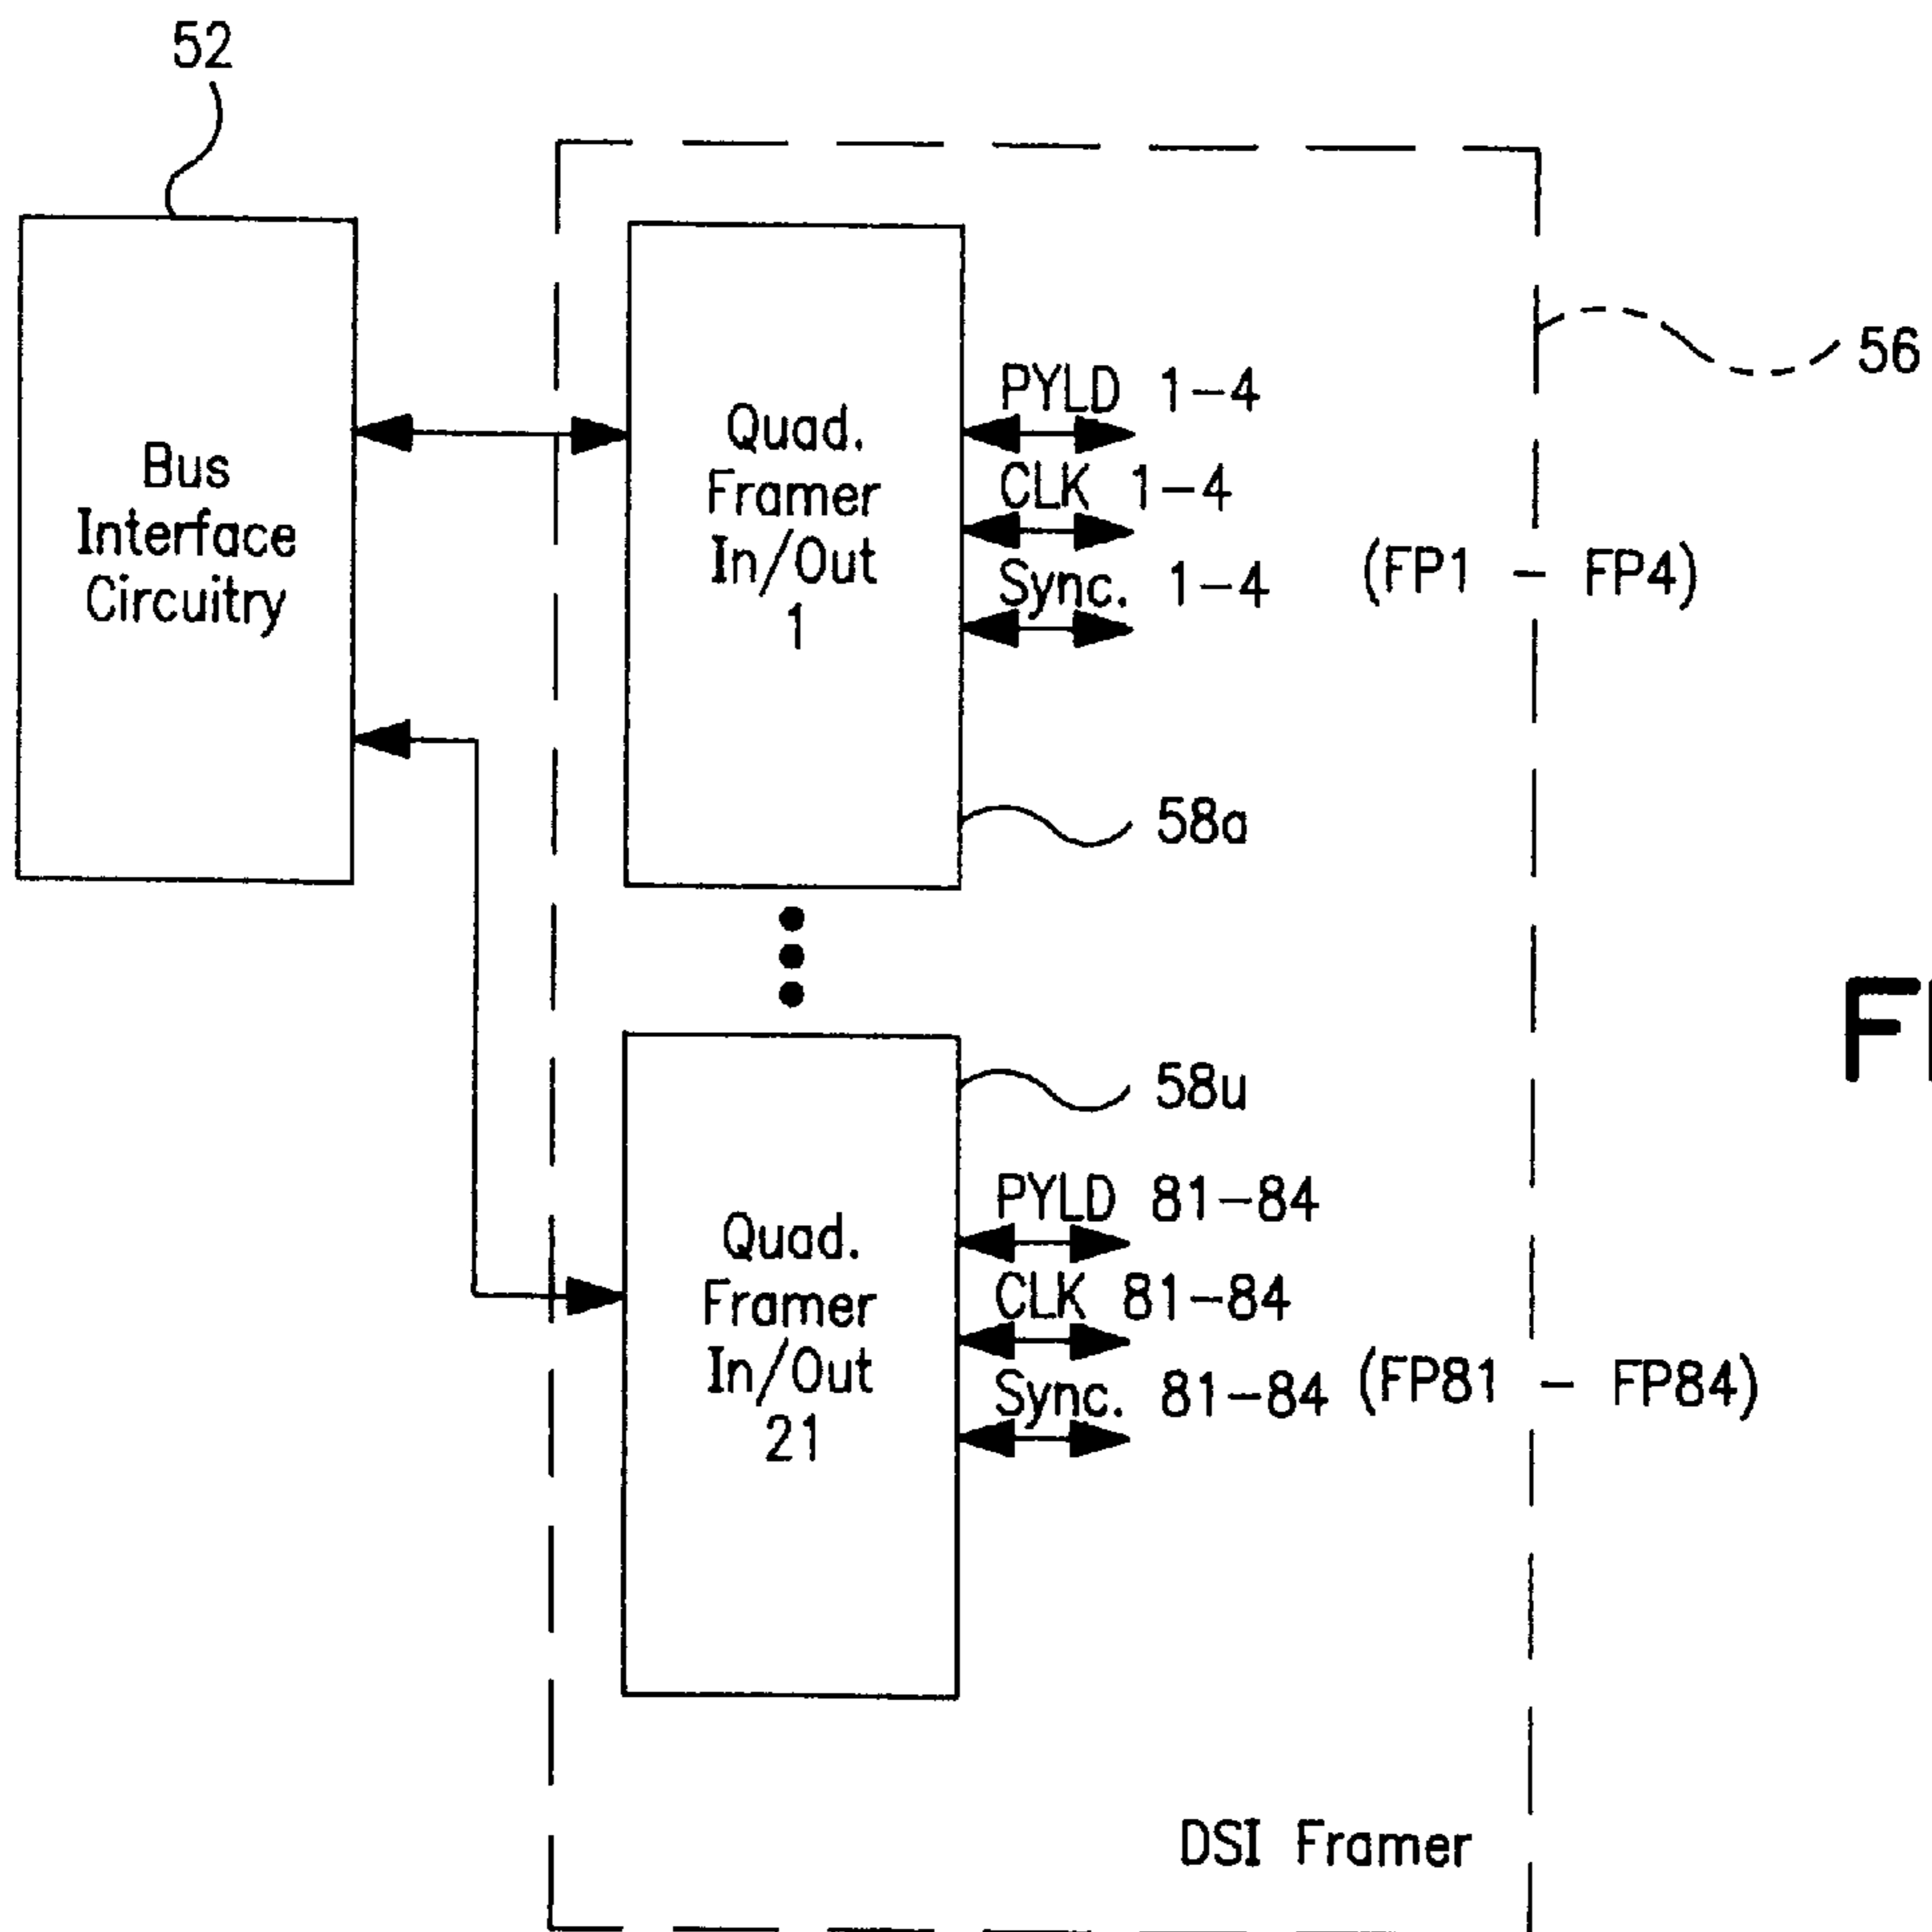 52
56
Bus
Interface
Circuitry
Quad.
Framer
In/Out
1
PYLD 1-4
CLK 1-4
Sync. 1-4
(FP1 - FP4)
58a
58u
Quad.
Framer
In/Out
21
PYLD 81-84
CLK 81-84
Sync. 81-84
(FP81 - FP84)
DSI Framer